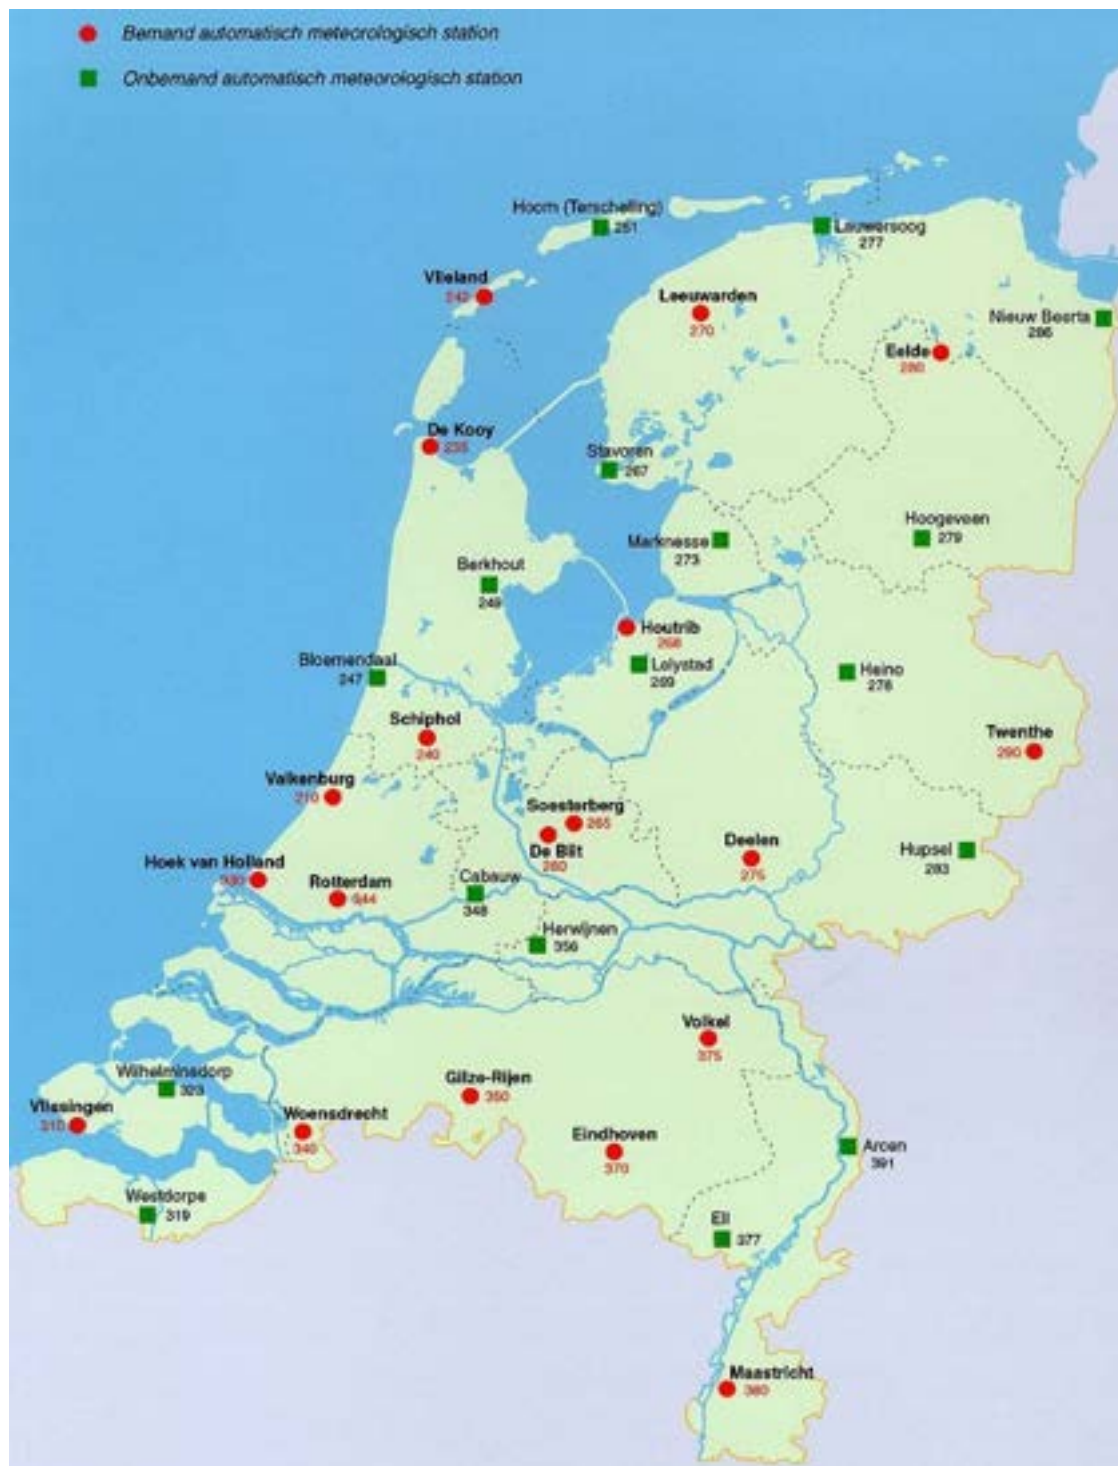 Bemand automatisch meteorologisch station
Onbemand automatisch meteorologisch station
Hoorn (Terschelling)
251
Lauwersoog
277
Vlieland
242
Leeuwarden
270
Nieuw Beerta
286
Eelde
280
De Kooy
235
Stavoren
267
Hoogeveen
279
Marknesse
273
Berkhout
249
Houtrib
268
Bloemendaal
247
Lelystad
269
Heino
278
Schiphol
240
Twenthe
290
Valkenburg
210
Soesterberg
265
De Bilt
260
Deelen
275
Hupsel
283
Hoek van Holland
330
Rotterdam
344
Cabauw
348
Herwijnen
356
Volkel
375
Wilhelminadorp
323
Gilze-Rijen
350
Vlissingen
310
Woensdrecht
340
Eindhoven
370
Arcen
391
Westdorpe
319
Ell
377
Maastricht
380